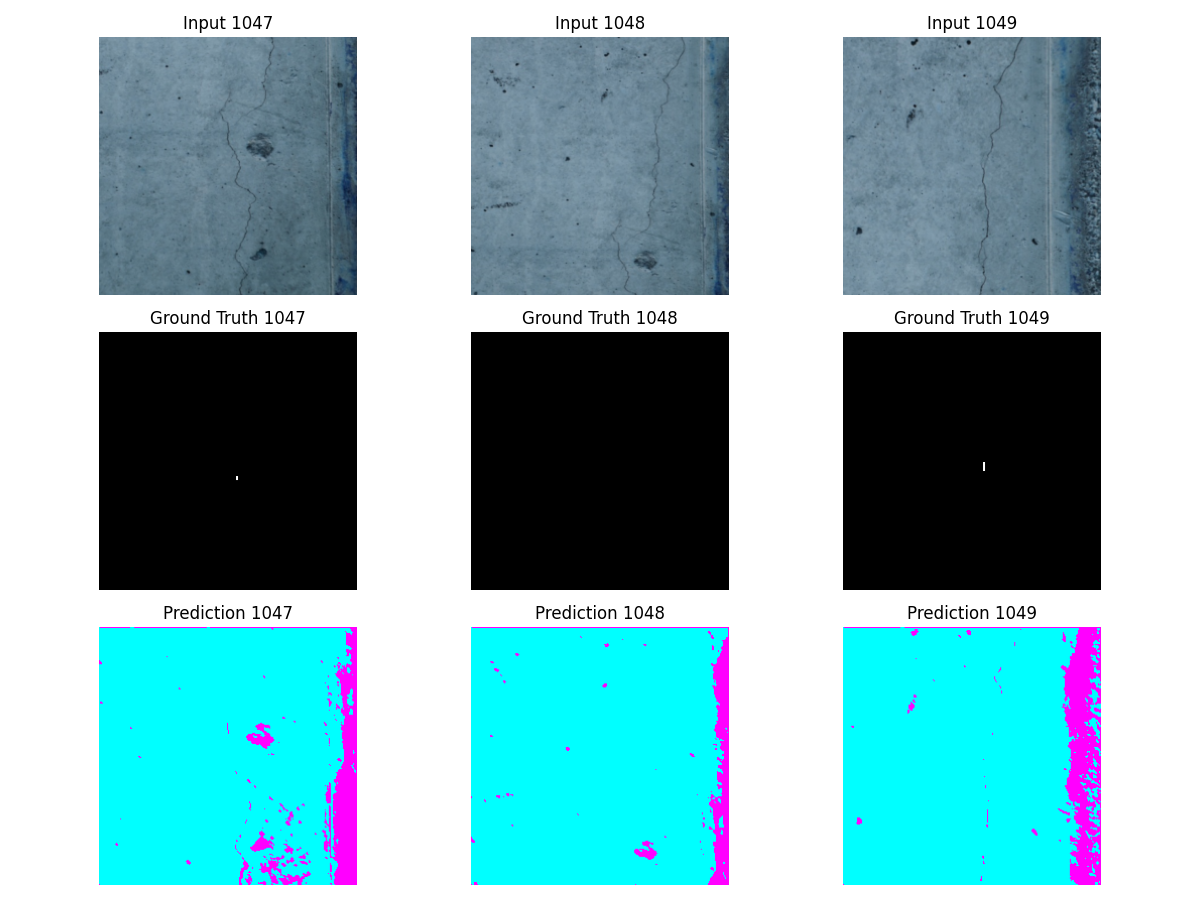 Input 1047
Input 1048
Input 1049
Ground Truth 1047
Ground Truth 1048
Ground Truth 1049
Prediction 1047
Prediction 1048
Prediction 1049